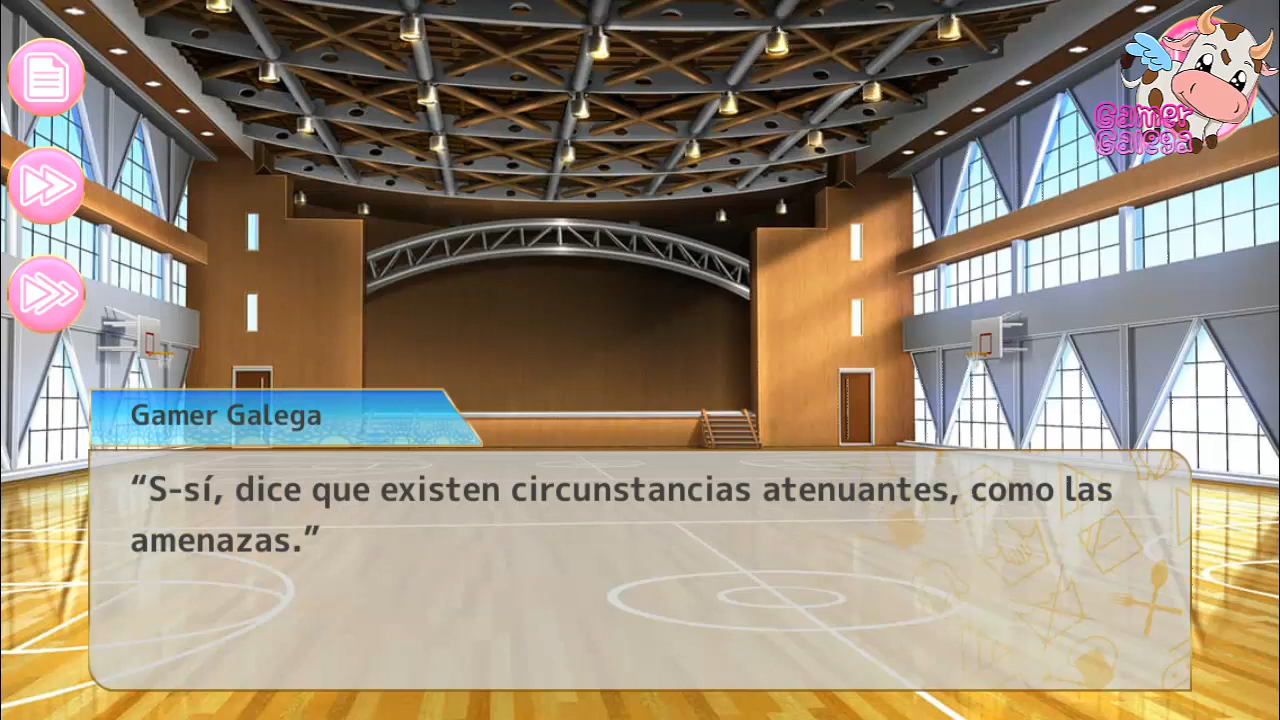 Gamer
Galega
Gamer Galega
“S-sí, dice que existen circunstancias atenuantes, como las
amenazas.”